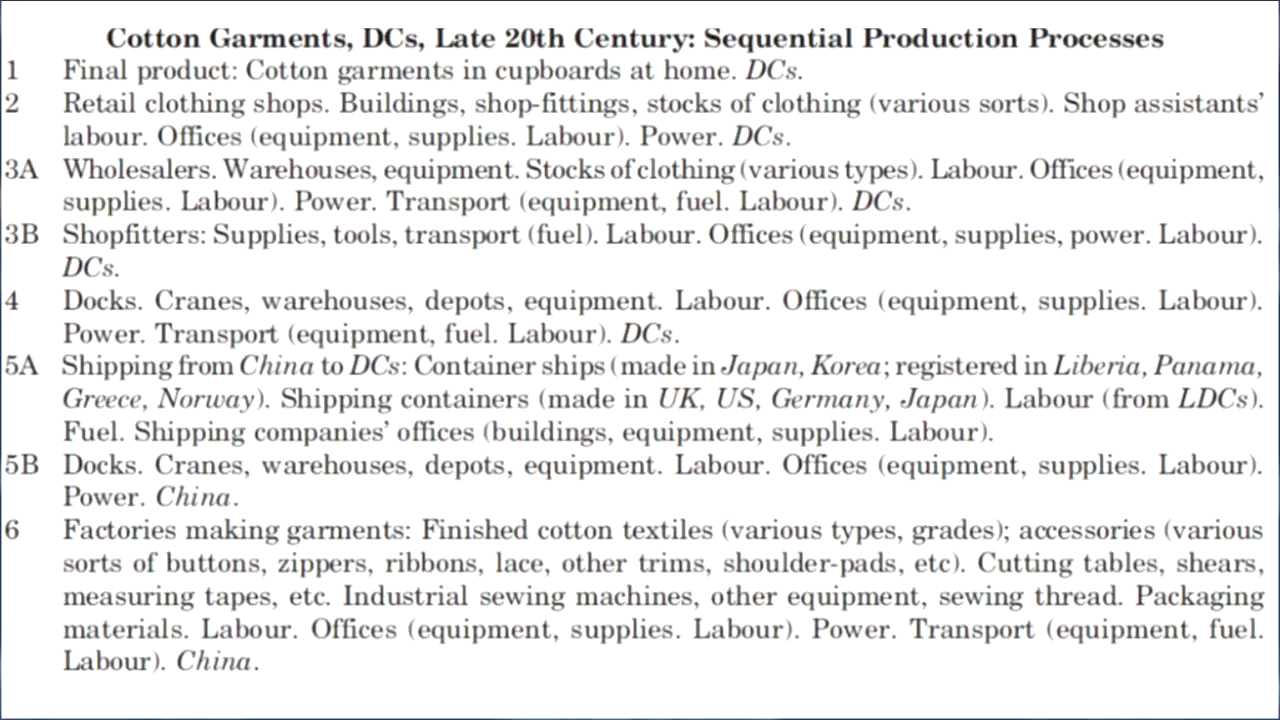 Cotton Garments, DCs, Late 20th Century: Sequential Production Processes
1 Final product: Cotton garments in cupboards at home. DCs.
2 Retail clothing shops. Buildings, shop-fittings, stocks of clothing (various sorts). Shop assistants’
labour. Offices (equipment, supplies. Labour). Power. DCs.
3A Wholesalers. Warehouses, equipment. Stocks of clothing (various types). Labour. Offices (equipment,
supplies. Labour). Power. Transport (equipment, fuel. Labour). DCs.
3B Shopfitters: Supplies, tools, transport (fuel). Labour. Offices (equipment, supplies, power. Labour).
DCs.
4 Docks. Cranes, warehouses, depots, equipment. Labour. Offices (equipment, supplies. Labour).
Power. Transport (equipment, fuel. Labour). DCs.
5A Shipping from China to DCs: Container ships (made in Japan, Korea; registered in Liberia, Panama,
Greece, Norway). Shipping containers (made in UK, US, Germany, Japan). Labour (from LDCs).
Fuel. Shipping companies’ offices (buildings, equipment, supplies. Labour).
5B Docks. Cranes, warehouses, depots, equipment. Labour. Offices (equipment, supplies. Labour).
Power. China.
6 Factories making garments: Finished cotton textiles (various types, grades); accessories (various
sorts of buttons, zippers, ribbons, lace, other trims, shoulder-pads, etc). Cutting tables, shears,
measuring tapes, etc. Industrial sewing machines, other equipment, sewing thread. Packaging
materials. Labour. Offices (equipment, supplies. Labour). Power. Transport (equipment, fuel.
Labour). China.